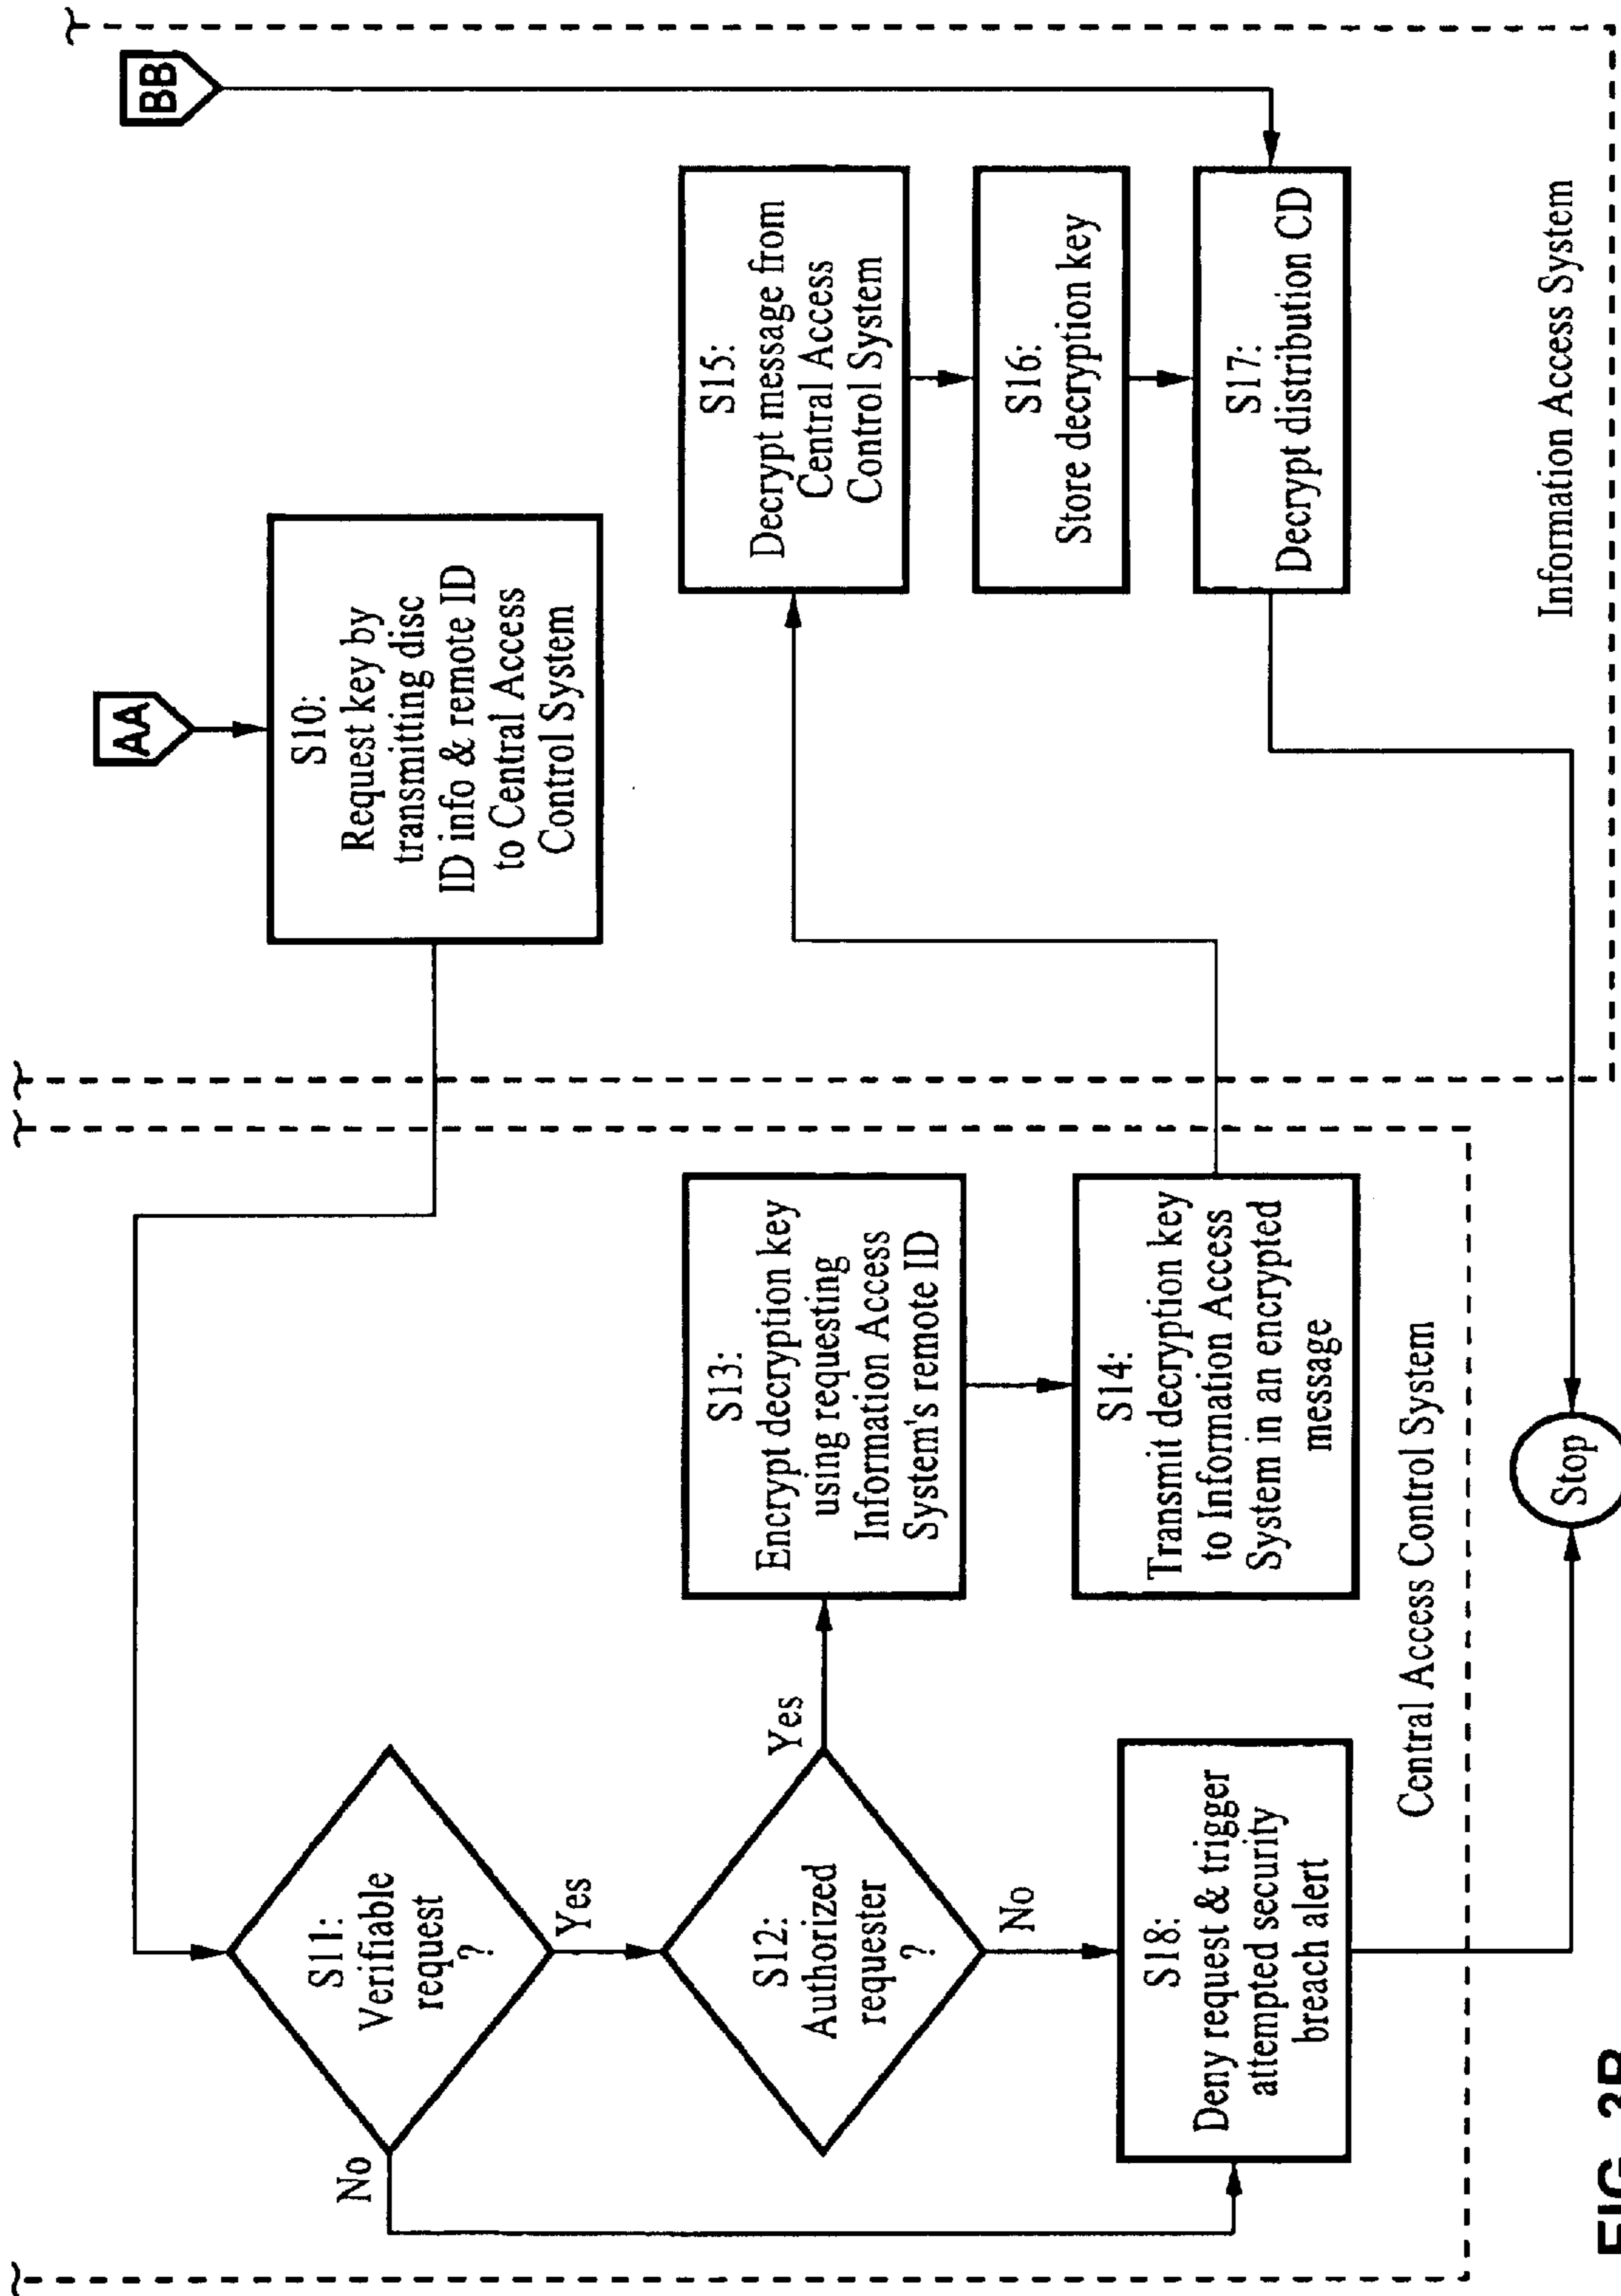 AA
BB
S10:
Request key by
transmitting disc
ID info & remote ID
to Central Access
Control System
S11:
Verifiable
request
?
No
Yes
S12:
Authorized
requester
?
Yes
No
S13:
Encrypt decryption key
using requesting
Information Access
System's remote ID
S14:
Transmit decryption key
to Information Access
System in an encrypted
message
S15:
Decrypt message from
Central Access
Control System
S16:
Store decryption key
S17:
Decrypt distribution CD
S18:
Deny request & trigger
attempted security
breach alert
Central Access Control System
Information Access System
Stop